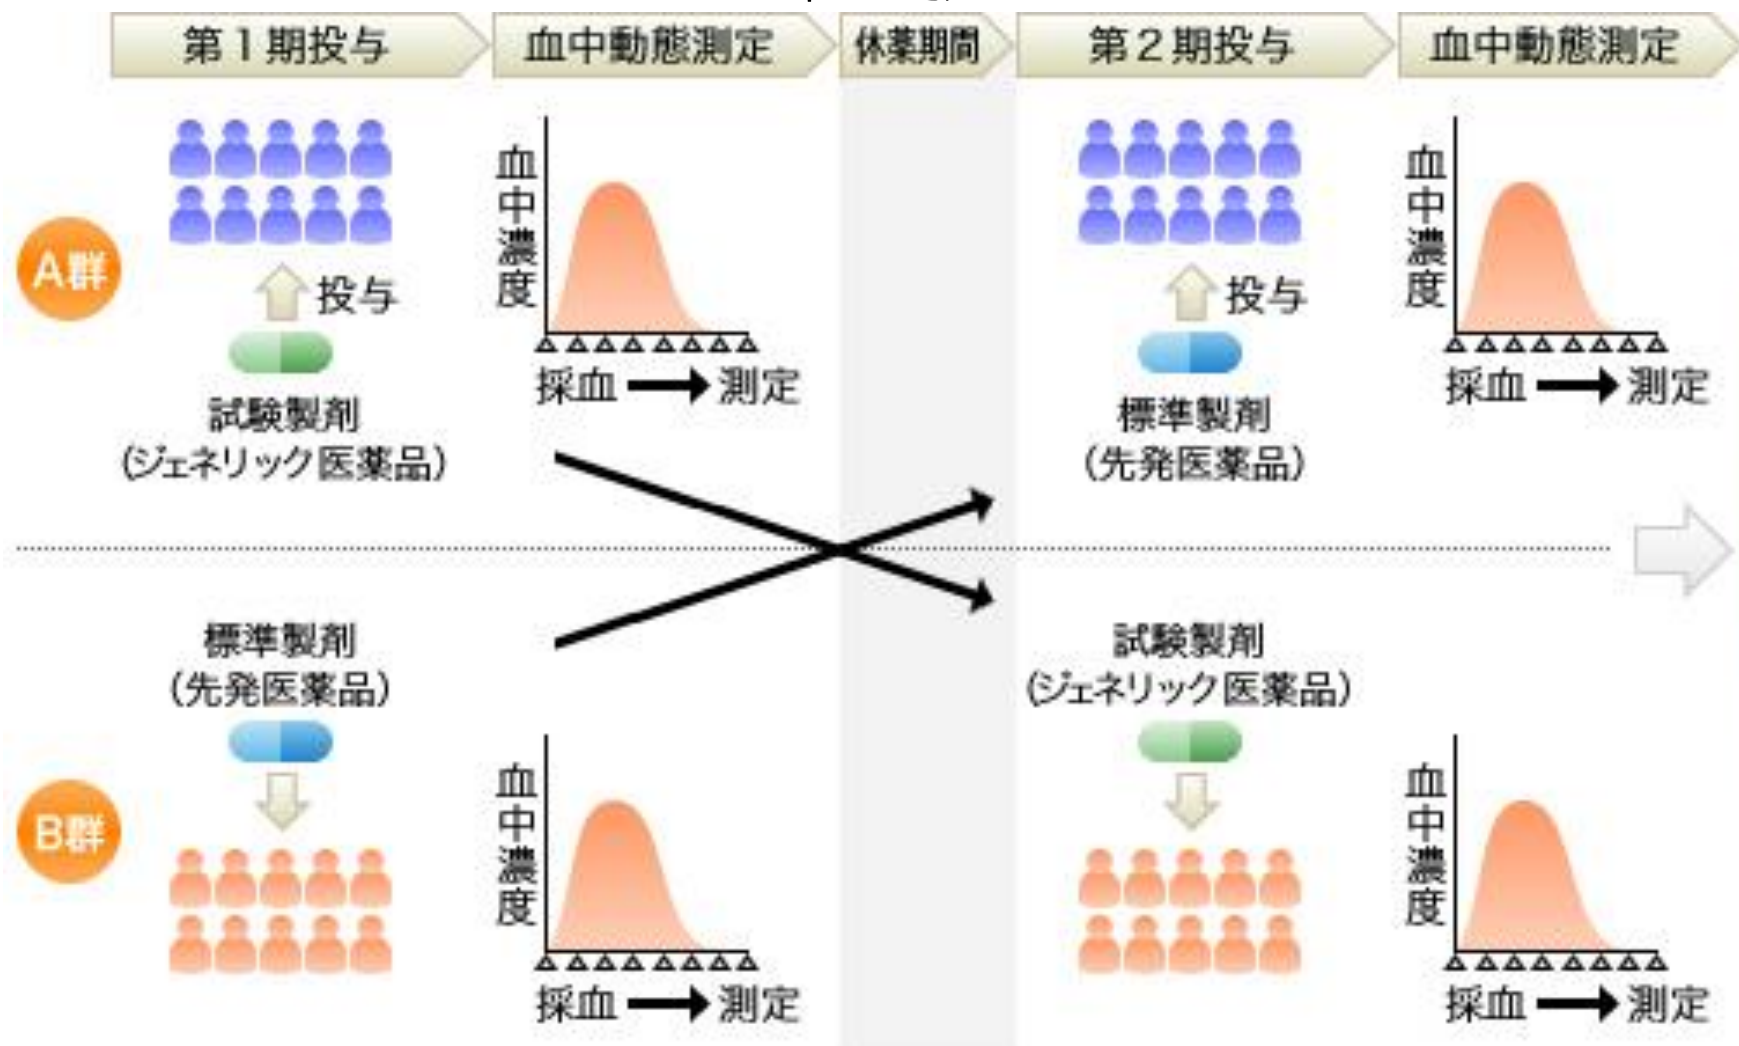 第1期投与
血中動態測定
休薬期間
第2期投与
血中動態測定
A群
投与
試験製剤
(ジェネリック医薬品)
血中濃度
採血 測定
投与
標準製剤
(先発医薬品)
血中濃度
採血 測定
B群
標準製剤
(先発医薬品)
血中濃度
採血 測定
試験製剤
(ジェネリック医薬品)
血中濃度
採血 測定